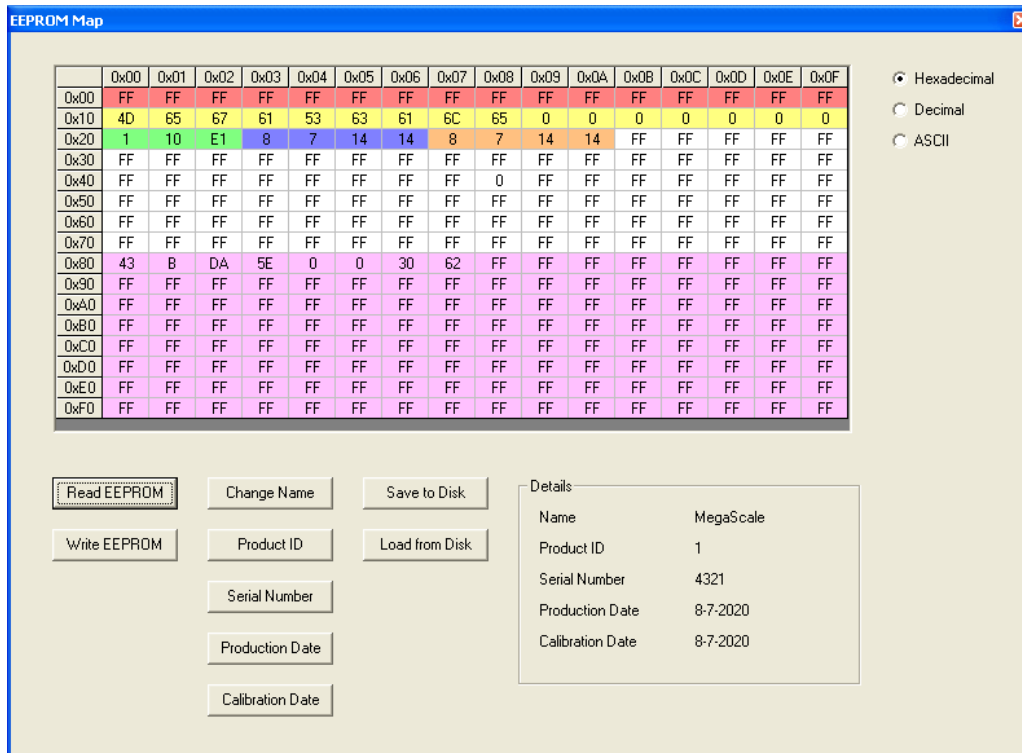 EEPROM Map
0x00 0x01 0x02 0x03 0x04 0x05 0x06 0x07 0x08 0x09 0x0A 0x0B 0x0C 0x0D 0x0E 0x0F
0x00 FF FF FF FF FF FF FF FF FF FF FF FF FF FF FF FF
0x10 4D 65 67 61 53 63 61 6C 65 0 0 0 0 0 0 0
0x20 1 10 E1 8 7 14 14 8 7 14 14 FF FF FF FF FF
0x30 FF FF FF FF FF FF FF FF FF FF FF FF FF FF FF FF
0x40 FF FF FF FF FF FF FF FF 0 FF FF FF FF FF FF FF
0x50 FF FF FF FF FF FF FF FF FF FF FF FF FF FF FF FF
0x60 FF FF FF FF FF FF FF FF FF FF FF FF FF FF FF FF
0x70 FF FF FF FF FF FF FF FF FF FF FF FF FF FF FF FF
0x80 43 B DA 5E 0 0 30 62 FF FF FF FF FF FF FF FF
0x90 FF FF FF FF FF FF FF FF FF FF FF FF FF FF FF FF
0xA0 FF FF FF FF FF FF FF FF FF FF FF FF FF FF FF FF
0xB0 FF FF FF FF FF FF FF FF FF FF FF FF FF FF FF FF
0xC0 FF FF FF FF FF FF FF FF FF FF FF FF FF FF FF FF
0xD0 FF FF FF FF FF FF FF FF FF FF FF FF FF FF FF FF
0xE0 FF FF FF FF FF FF FF FF FF FF FF FF FF FF FF FF
0xF0 FF FF FF FF FF FF FF FF FF FF FF FF FF FF FF FF
Hexadecimal
Decimal
ASCII
Read EEPROM Change Name Save to Disk
Write EEPROM Product ID Load from Disk
Serial Number
Production Date
Calibration Date
Details
Name MegaScale
Product ID 1
Serial Number 4321
Production Date 8-7-2020
Calibration Date 8-7-2020